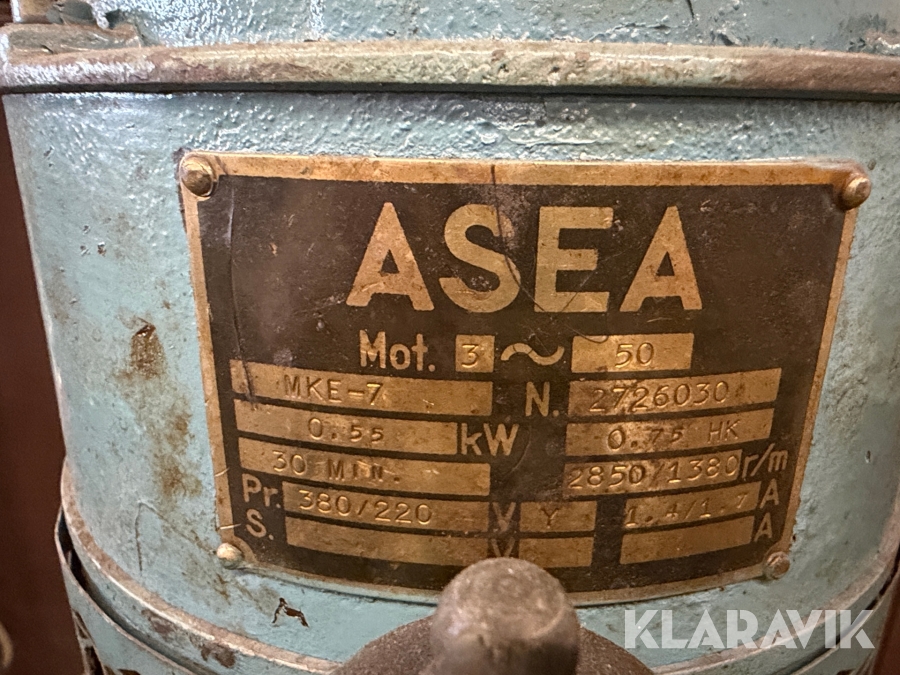 ASEA
Mot. 3 ~ 50
MKE-7 N. 2726030
0.55 kW 0.75 HK
30 MIN. 2850/1380 r/m
Pr. 380/220 V Y 1.4/1.7 A
S. V A
KLARAVIK